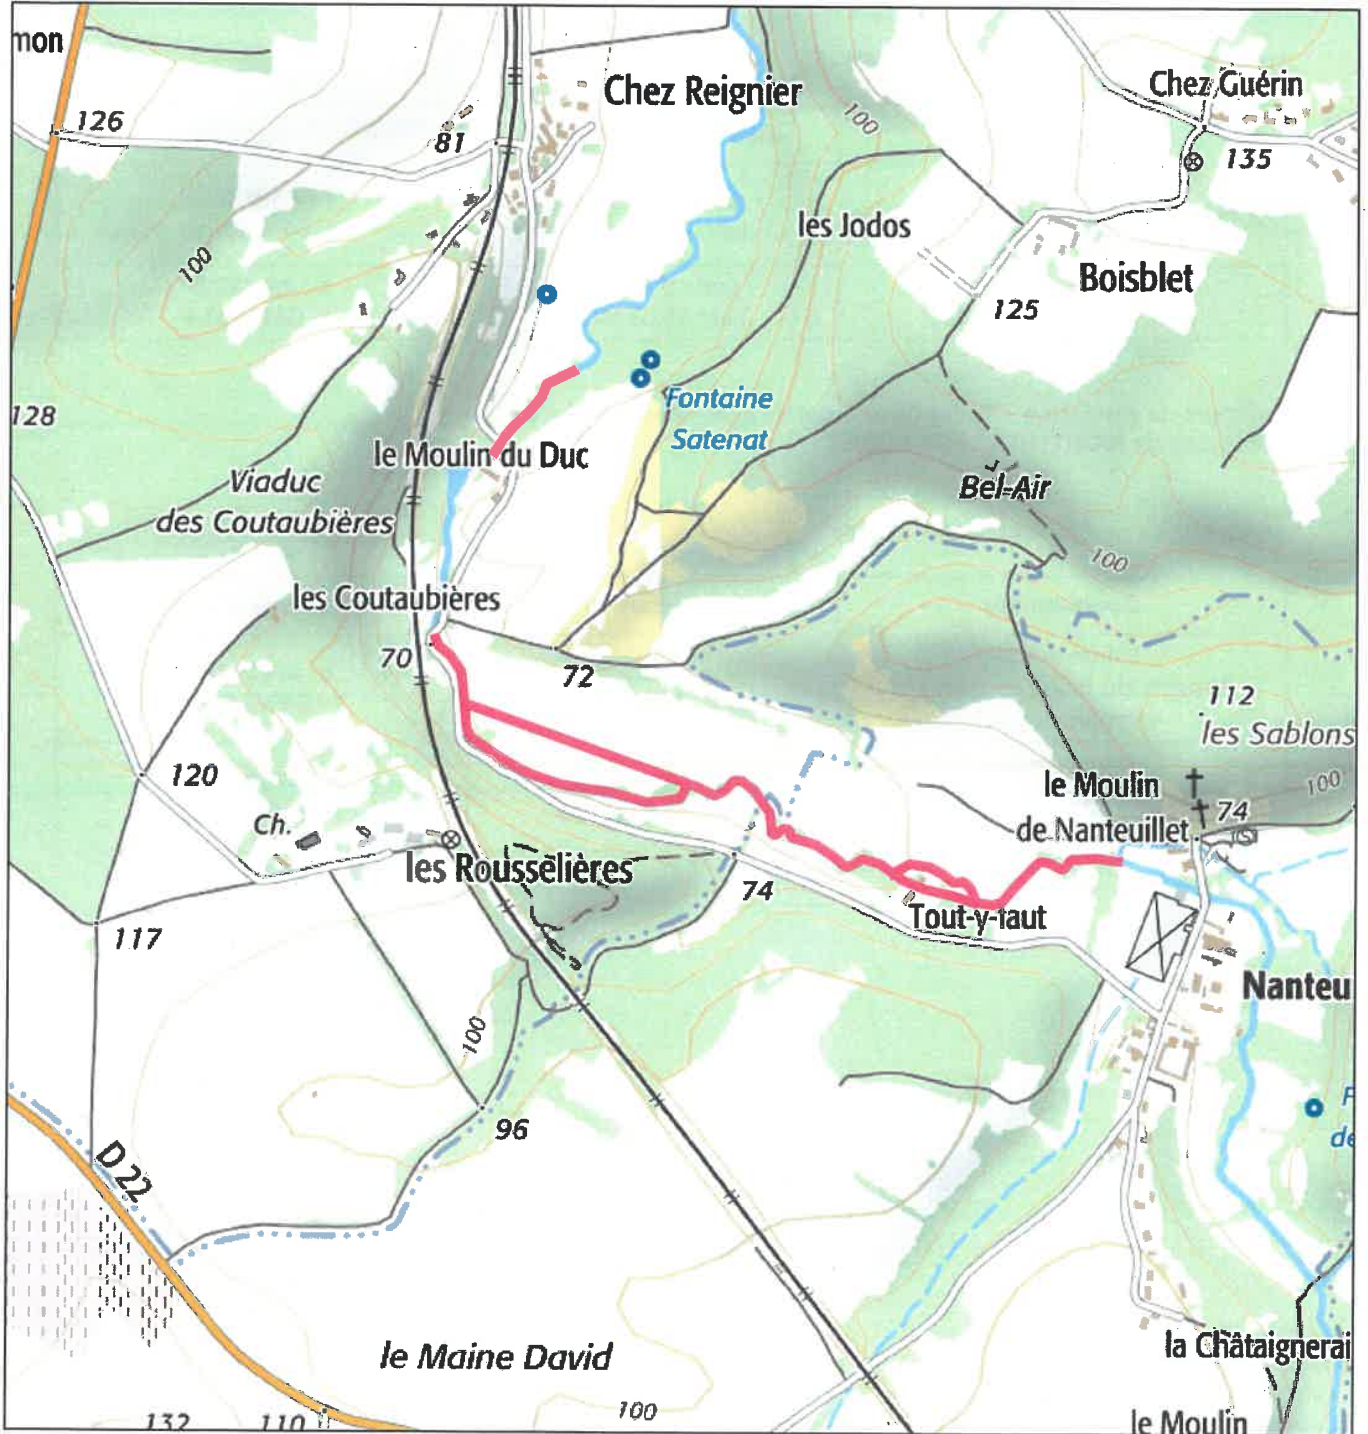 mon
Chez Reignier
Chez Guérin
126
81
100
135
les Jodos
100
Boisblet
125
128
Fontaine
Satenat
le Moulin du Duc
Viaduc
des Coutaubières
Bel-Air
100
les Coutaubières
70
72
112
les Sablons
120
le Moulin
100
de Nanteuillet
74
Ch.
les Rousselières
74
Tout-y-faut
117
Nanteu
100
96
F
de
D 22
la Châtaignerai
le Maine David
100
132
110
le Moulin